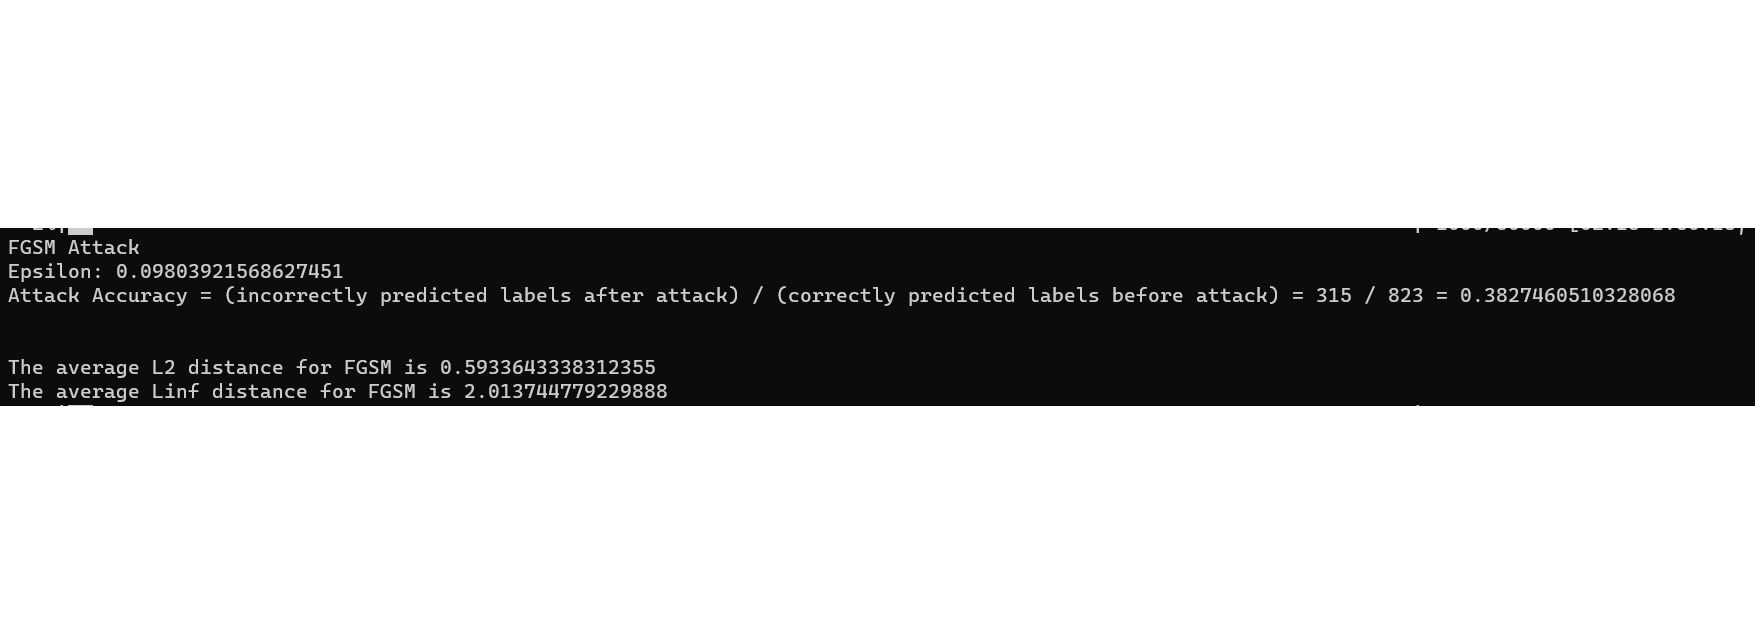 FGSM Attack
Epsilon: 0.09803921568627451
Attack Accuracy = (incorrectly predicted labels after attack) / (correctly predicted labels before attack) = 315 / 823 = 0.3827460510328068
The average L2 distance for FGSM is 0.5933643338312355
The average Linf distance for FGSM is 2.013744779229888